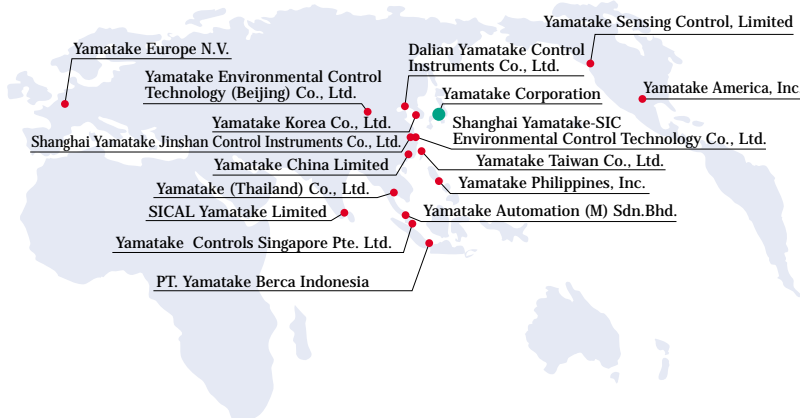 Yamatake Sensing Control, Limited
Yamatake Europe N.V.
Dalian Yamatake Control
Instruments Co., Ltd.
Yamatake Environmental Control
Technology (Beijing) Co., Ltd.
Yamatake America, Inc.
Yamatake Corporation
Yamatake Korea Co., Ltd.
Shanghai Yamatake-SIC
Environmental Control Technology Co., Ltd.
Shanghai Yamatake Jinshan Control Instruments Co., Ltd.
Yamatake China Limited
Yamatake Taiwan Co., Ltd.
Yamatake (Thailand) Co., Ltd.
Yamatake Philippines, Inc.
SICAL Yamatake Limited
Yamatake Automation (M) Sdn.Bhd.
Yamatake Controls Singapore Pte. Ltd.
PT. Yamatake Berca Indonesia